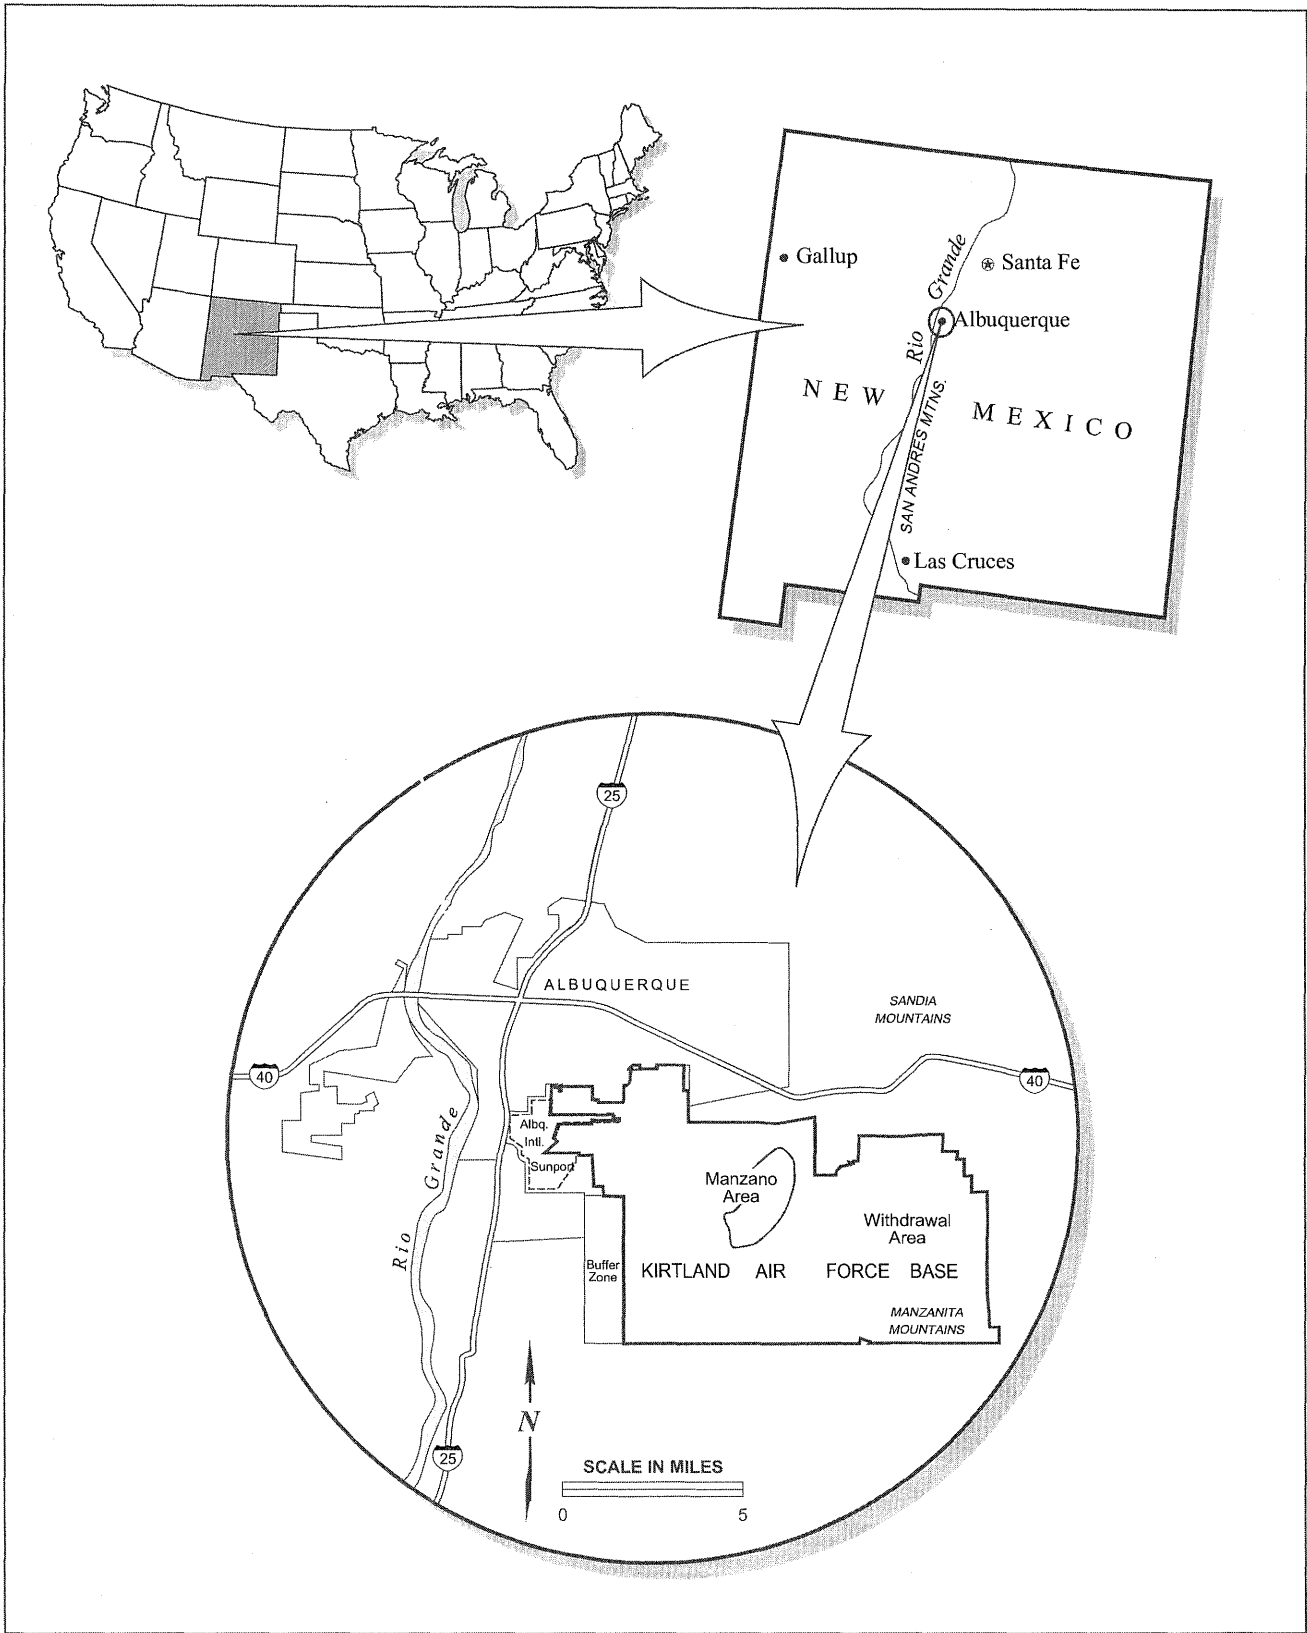 Gallup
Santa Fe
Rio Grande
Albuquerque
NEW MEXICO
SAN ANDRES MTNS.
Las Cruces
25
ALBUQUERQUE
SANDIA
MOUNTAINS
40
40
Albq.
Intl.
Sunport
Rio Grande
Manzano
Area
Withdrawal
Area
Buffer
Zone
KIRTLAND AIR FORCE BASE
MANZANITA
MOUNTAINS
N
25
SCALE IN MILES
0 5